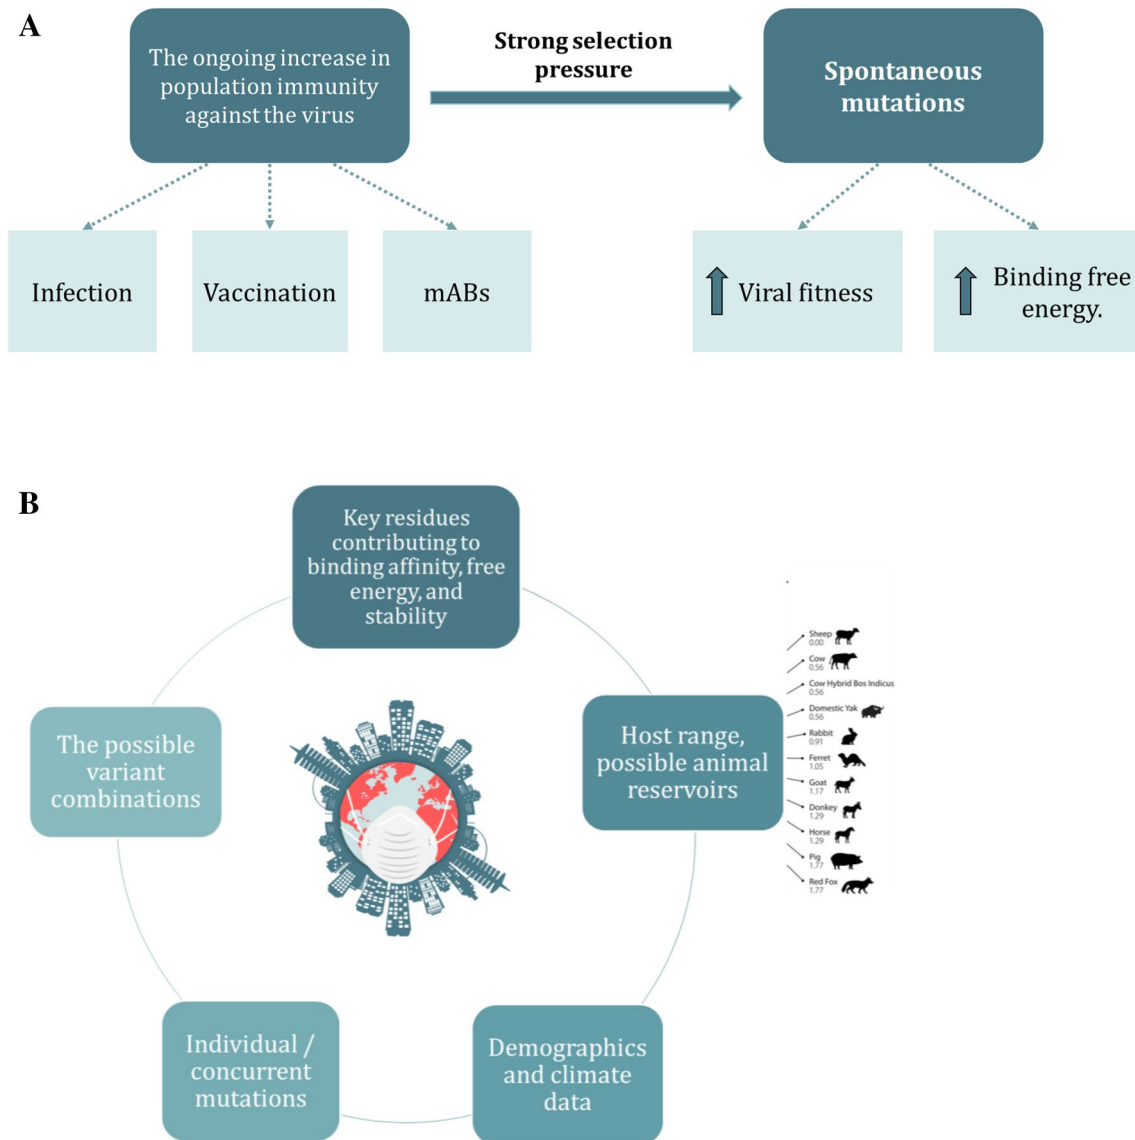 A
The ongoing increase in
population immunity
against the virus
Strong selection
pressure
Spontaneous
mutations
Infection
Vaccination
mABs
Viral fitness
Binding free
energy.
B
Key residues
contributing to
binding affinity, free
energy, and
stability
The possible
variant
combinations
Host range,
possible animal
reservoirs
Sheep
0.00
Cow
0.56
Cow Hybrid Bos Indicus
0.56
Domestic Yak
0.56
Rabbit
0.91
Ferret
1.05
Goat
1.17
Donkey
1.29
Horse
1.29
Pig
1.77
Red Fox
1.77
Individual /
concurrent
mutations
Demographics
and climate
data